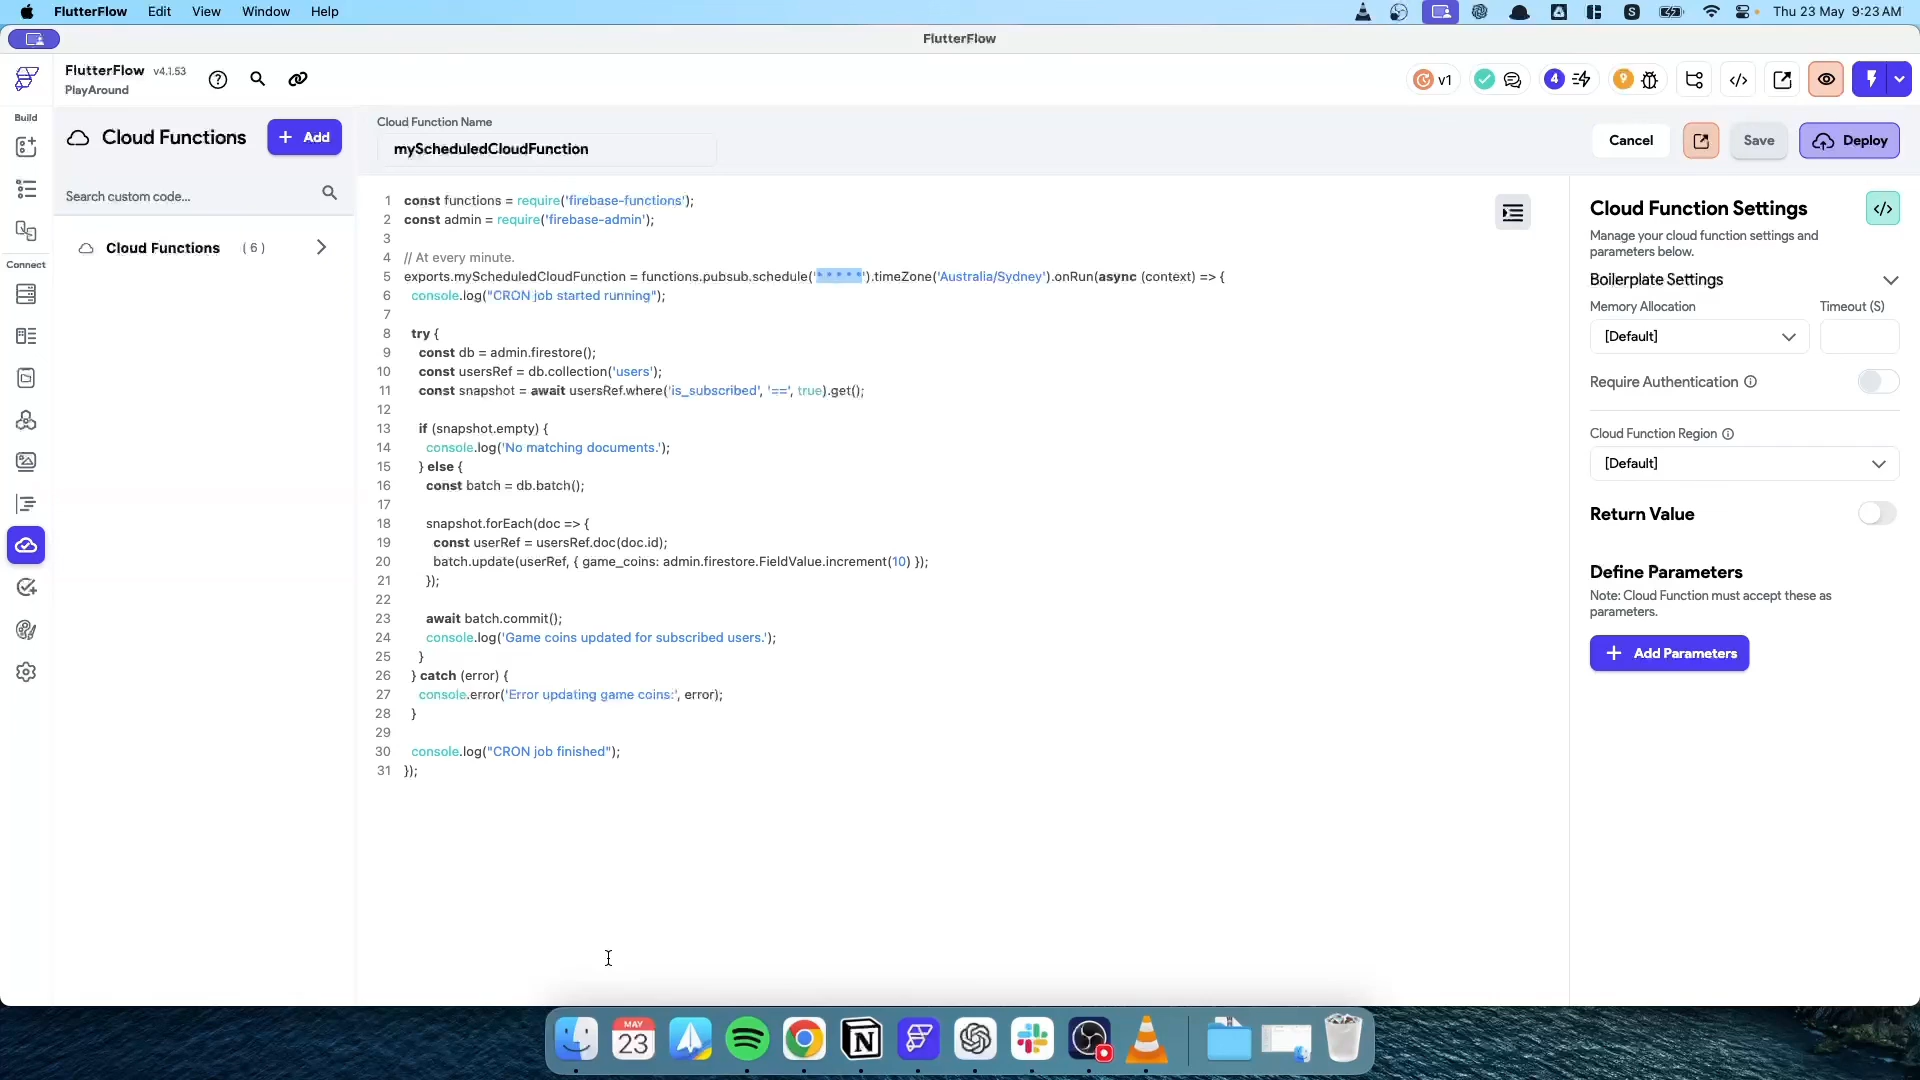 FlutterFlow Edit View Window Help
Thu 23 May 9:23 AM
FlutterFlow
FlutterFlow v4.1.53
PlayAround
v1
4
9
Build
Connect
Cloud Functions
Add
Search custom code...
Cloud Functions (6)
Cloud Function Name
myScheduledCloudFunction
Cancel
Save
Deploy
1 const functions = require('firebase-functions');
2 const admin = require('firebase-admin');
3
4 // At every minute.
5 exports.myScheduledCloudFunction = functions.pubsub.schedule('* * * * *').timeZone('Australia/Sydney').onRun(async (context) => {
6 console.log("CRON job started running");
7
8 try {
9 const db = admin.firestore();
10 const usersRef = db.collection('users');
11 const snapshot = await usersRef.where('is_subscribed', '==', true).get();
12
13 if (snapshot.empty) {
14 console.log('No matching documents.');
15 } else {
16 const batch = db.batch();
17
18 snapshot.forEach(doc => {
19 const userRef = usersRef.doc(doc.id);
20 batch.update(userRef, { game_coins: admin.firestore.FieldValue.increment(10) });
21 });
22
23 await batch.commit();
24 console.log('Game coins updated for subscribed users.');
25 }
26 } catch (error) {
27 console.error('Error updating game coins:', error);
28 }
29
30 console.log("CRON job finished");
31 });
Cloud Function Settings
Manage your cloud function settings and
parameters below.
Boilerplate Settings
Memory Allocation Timeout (S)
[Default]
Require Authentication
Cloud Function Region
[Default]
Return Value
Define Parameters
Note: Cloud Function must accept these as
parameters.
Add Parameters
MAY
23